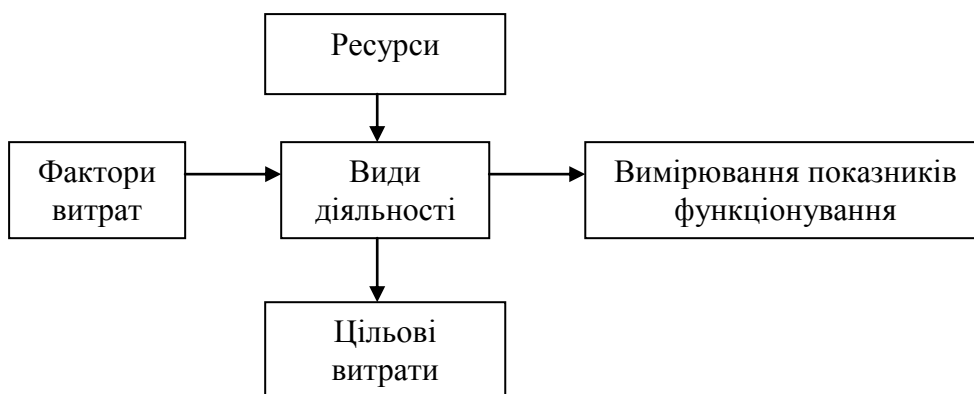 Ресурси
Фактори
витрат
Види
діяльності
Вимірювання показників
функціонування
Цільові
витрати